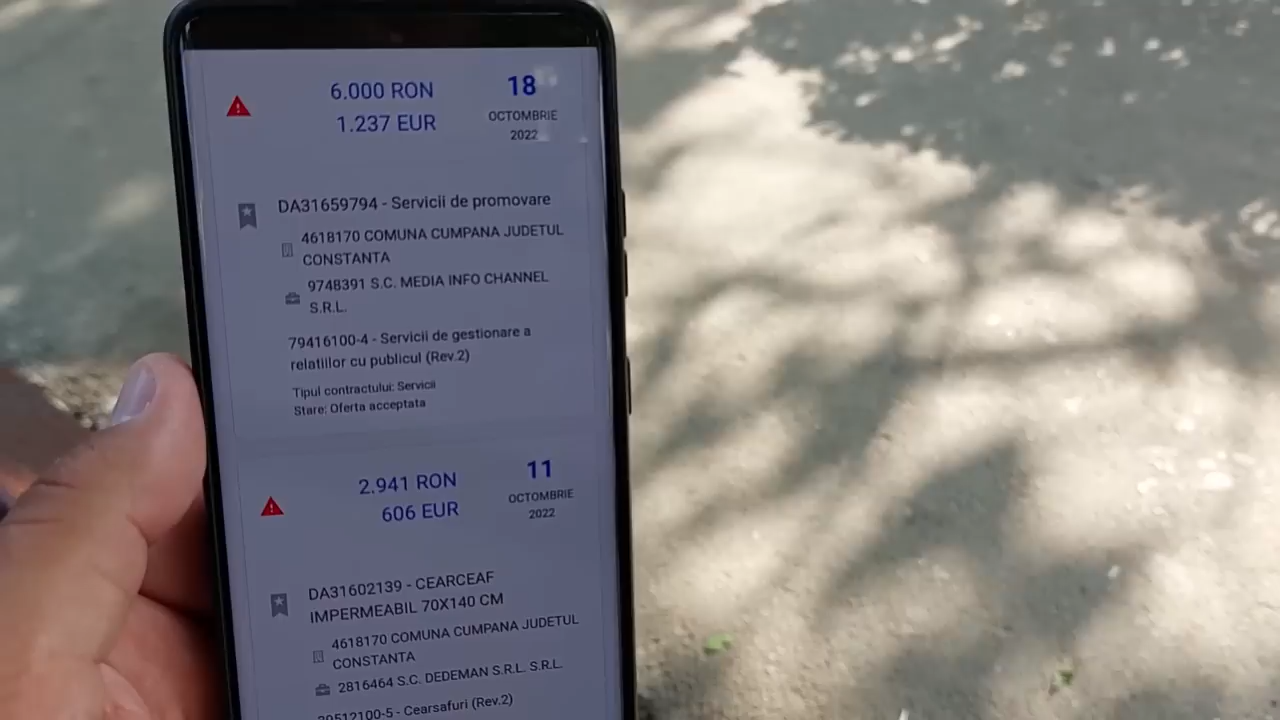 6.000 RON
18
1.237 EUR
OCTOMBRIE
2022
DA31659794 - Servicii de promovare
4618170 COMUNA CUMPANA JUDETUL
CONSTANTA
9748391 S.C. MEDIA INFO CHANNEL
S.R.L.
79416100-4 - Servicii de gestionare a
relatiilor cu publicul (Rev.2)
Tipul contractului: Servicii
Stare: Oferta acceptata
2.941 RON
11
606 EUR
OCTOMBRIE
2022
DA31602139 - CEARCEAF
IMPERMEABIL 70X140 CM
4618170 COMUNA CUMPANA JUDETUL
CONSTANTA
2816464 S.C. DEDEMAN S.R.L. S.R.L.
39512100-5 - Cearsafuri (Rev.2)